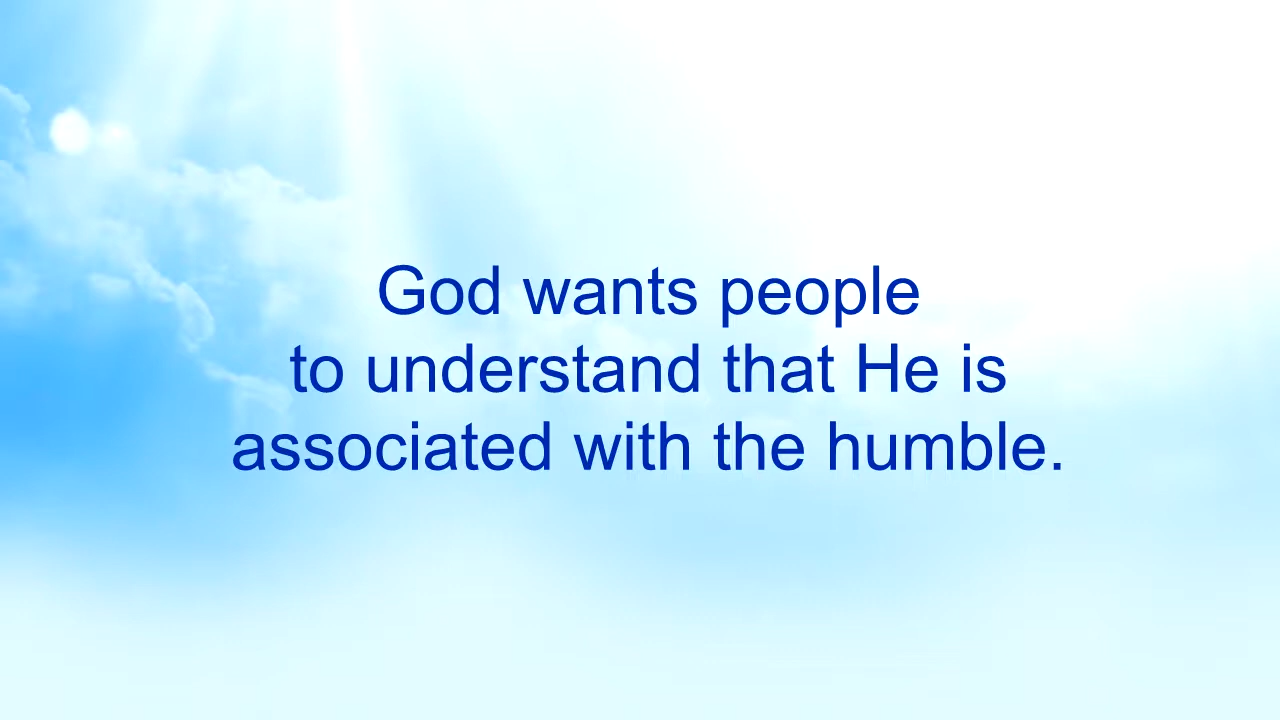 God wants people
to understand that He is
associated with the humble.